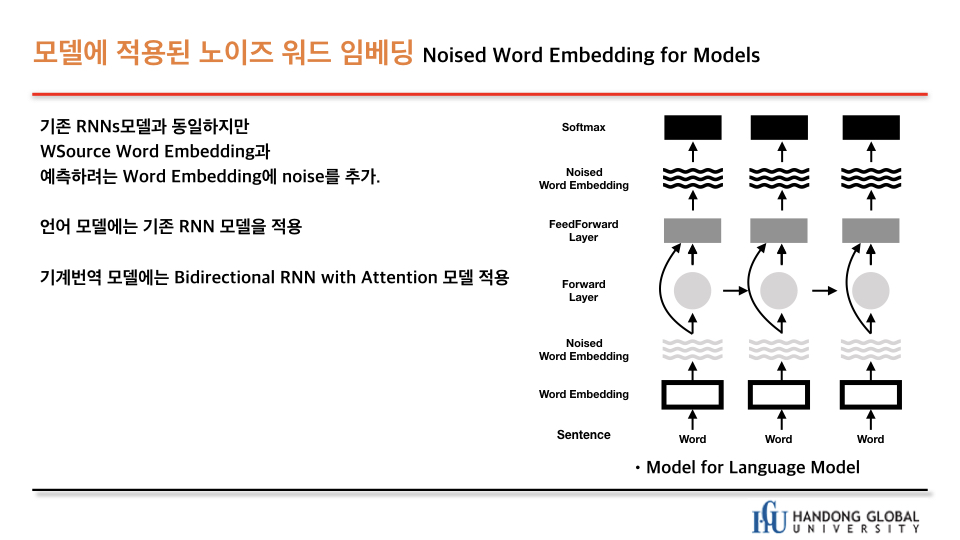 모델에 적용된 노이즈 워드 임베딩 Noised Word Embedding for Models
기존 RNNs모델과 동일하지만
WSource Word Embedding과
예측하려는 Word Embedding에 noise를 추가.
언어 모델에는 기존 RNN 모델을 적용
기계번역 모델에는 Bidirectional RNN with Attention 모델 적용
Softmax
Noised
Word Embedding
FeedForward
Layer
Forward
Layer
Noised
Word Embedding
Word Embedding
Sentence Word Word Word
• Model for Language Model
HANDONG GLOBAL
UNIVERSITY